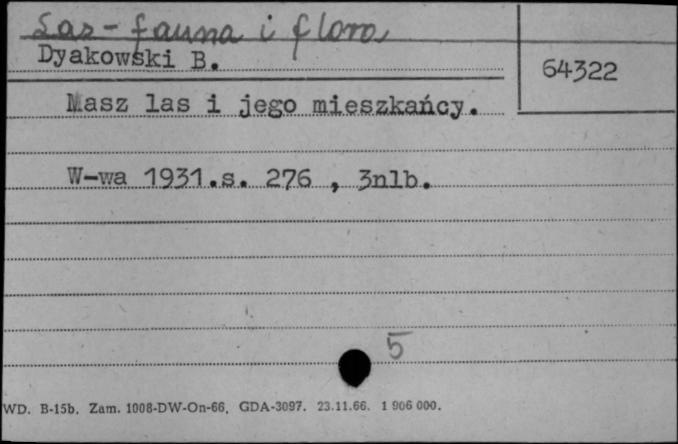 Las - fauna i flora
Dyakowski B.
64322
Nasz las i jego mieszkańcy.
W-wa 1931.s. 276 , 3nlb.
5
WD. B-15b. Zam. 1008-DW-On-66. GDA-3097. 23.11.66. 1 906 000.